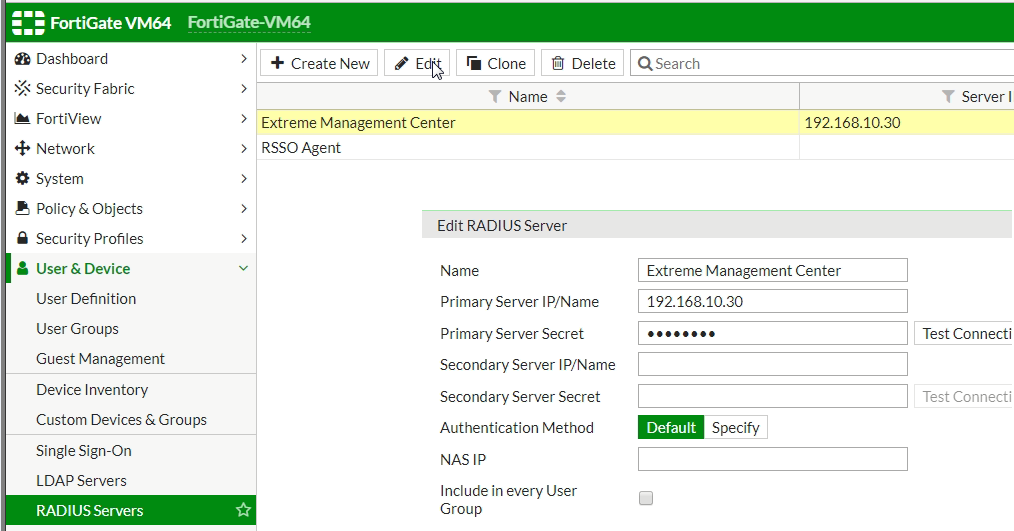 FortiGate VM64 FortiGate-VM64
Dashboard
Security Fabric
FortiView
Network
System
Policy & Objects
Security Profiles
User & Device
User Definition
User Groups
Guest Management
Device Inventory
Custom Devices & Groups
Single Sign-On
LDAP Servers
RADIUS Servers
Create New Edit Clone Delete Search
Name Server I
Extreme Management Center 192.168.10.30
RSSO Agent
Edit RADIUS Server
Name Extreme Management Center
Primary Server IP/Name 192.168.10.30
Primary Server Secret •••••••• Test Connecti
Secondary Server IP/Name
Secondary Server Secret Test Connecti
Authentication Method Default Specify
NAS IP
Include in every User
Group